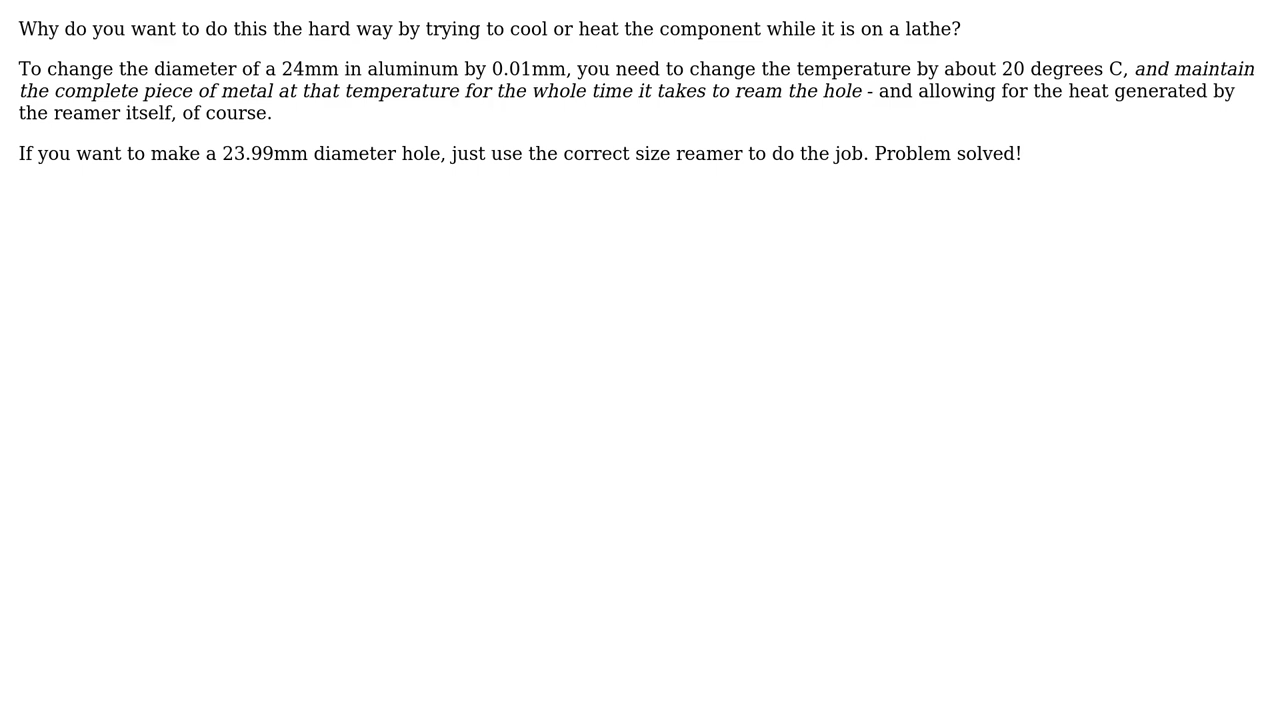 Why do you want to do this the hard way by trying to cool or heat the component while it is on a lathe?
To change the diameter of a 24mm in aluminum by 0.01mm, you need to change the temperature by about 20 degrees C, and maintain
the complete piece of metal at that temperature for the whole time it takes to ream the hole - and allowing for the heat generated by
the reamer itself, of course.
If you want to make a 23.99mm diameter hole, just use the correct size reamer to do the job. Problem solved!